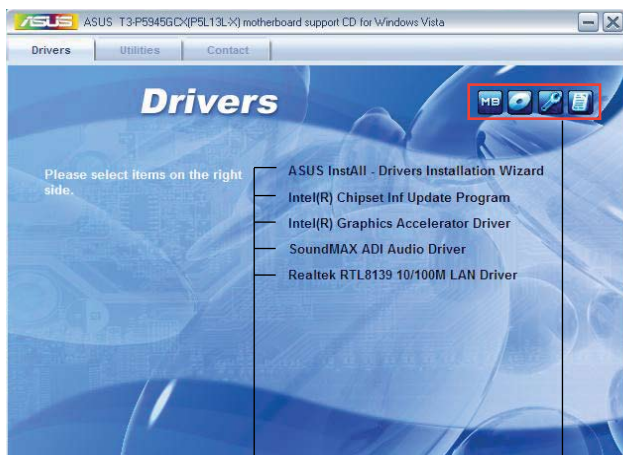 ASUS ASUS T3-P5945GCX(P5L13L-X) motherboard support CD for Windows Vista
Drivers Utilities Contact
Drivers
MB
Please select items on the right
side.
ASUS InstAll - Drivers Installation Wizard
Intel(R) Chipset Inf Update Program
Intel(R) Graphics Accelerator Driver
SoundMAX ADI Audio Driver
Realtek RTL8139 10/100M LAN Driver